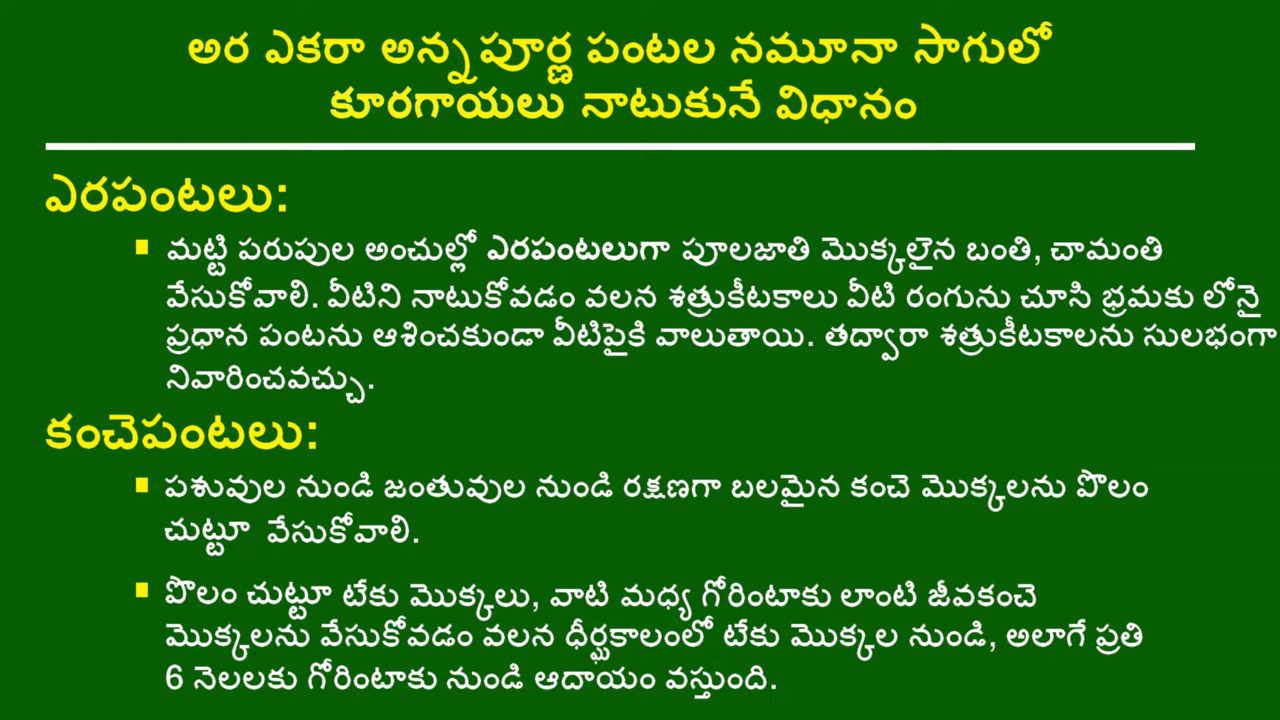 అర ఎకరా అన్నపూర్ణ పంటల నమూనా సాగులో
కూరగాయలు నాటుకునే విధానం
ఎరపంటలు:
మట్టి పరుపుల అంచుల్లో ఎరపంటలుగా పూలజాతి మొక్కలైన బంతి, చామంతి
వేసుకోవాలి. వీటిని నాటుకోవడం వలన శత్రుకీటకాలు వీటి రంగును చూసి భ్రమకు లోనై
ప్రధాన పంటను ఆశించకుండా వీటిపైకి వాలుతాయి. తద్వారా శత్రుకీటకాలను సులభంగా
నివారించవచ్చు.
కంచెపంటలు:
పశువుల నుండి జంతువుల నుండి రక్షణగా బలమైన కంచె మొక్కలను పొలం
చుట్టూ వేసుకోవాలి.
పొలం చుట్టూ టేకు మొక్కలు, వాటి మధ్య గోరింటాకు లాంటి జీవకంచె
మొక్కలను వేసుకోవడం వలన ధీర్ఘకాలంలో టేకు మొక్కల నుండి, అలాగే ప్రతి
6 నెలలకు గోరింటాకు నుండి ఆదాయం వస్తుంది.